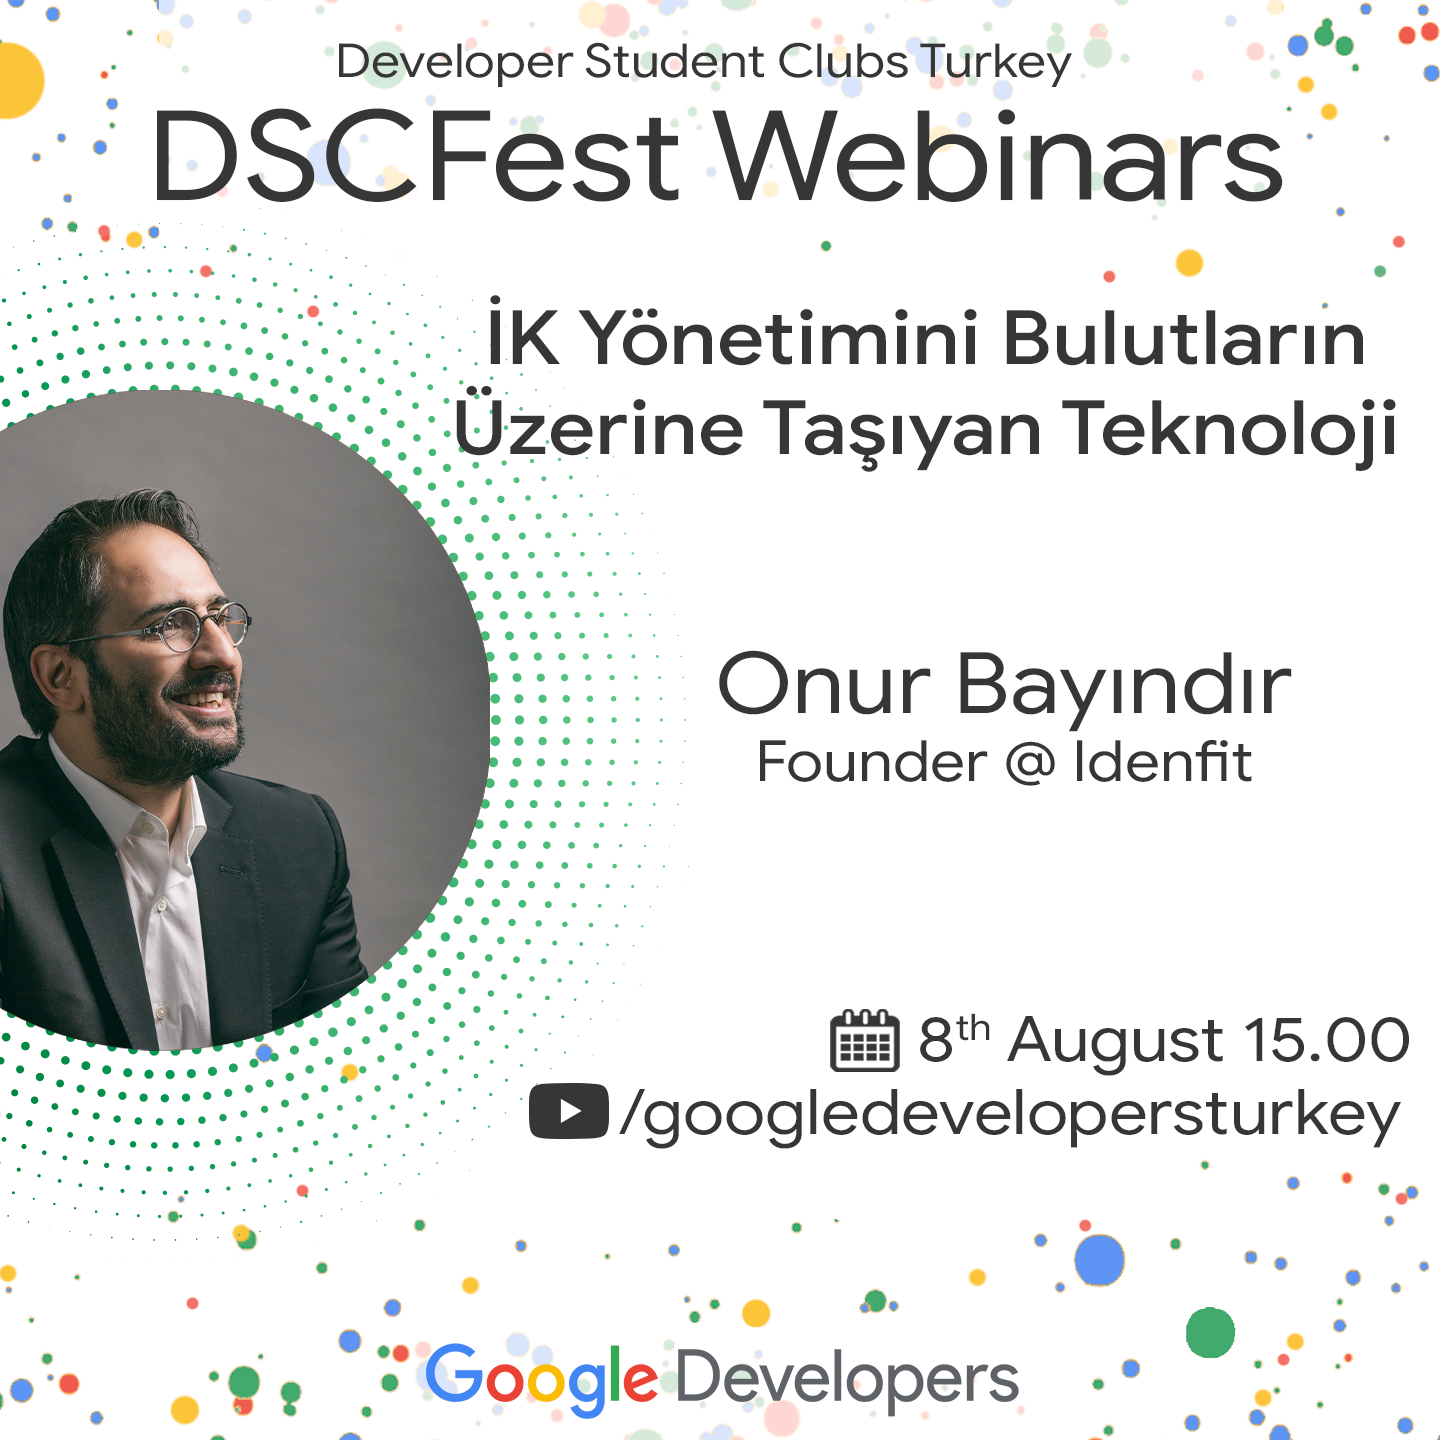 Developer Student Clubs Turkey
DSCFest Webinars
İK Yönetimini Bulutların
Üzerine Taşıyan Teknoloji
Onur Bayındır
Founder @ Idenfit
8th August 15.00
/googledevelopersturkey
Google Developers